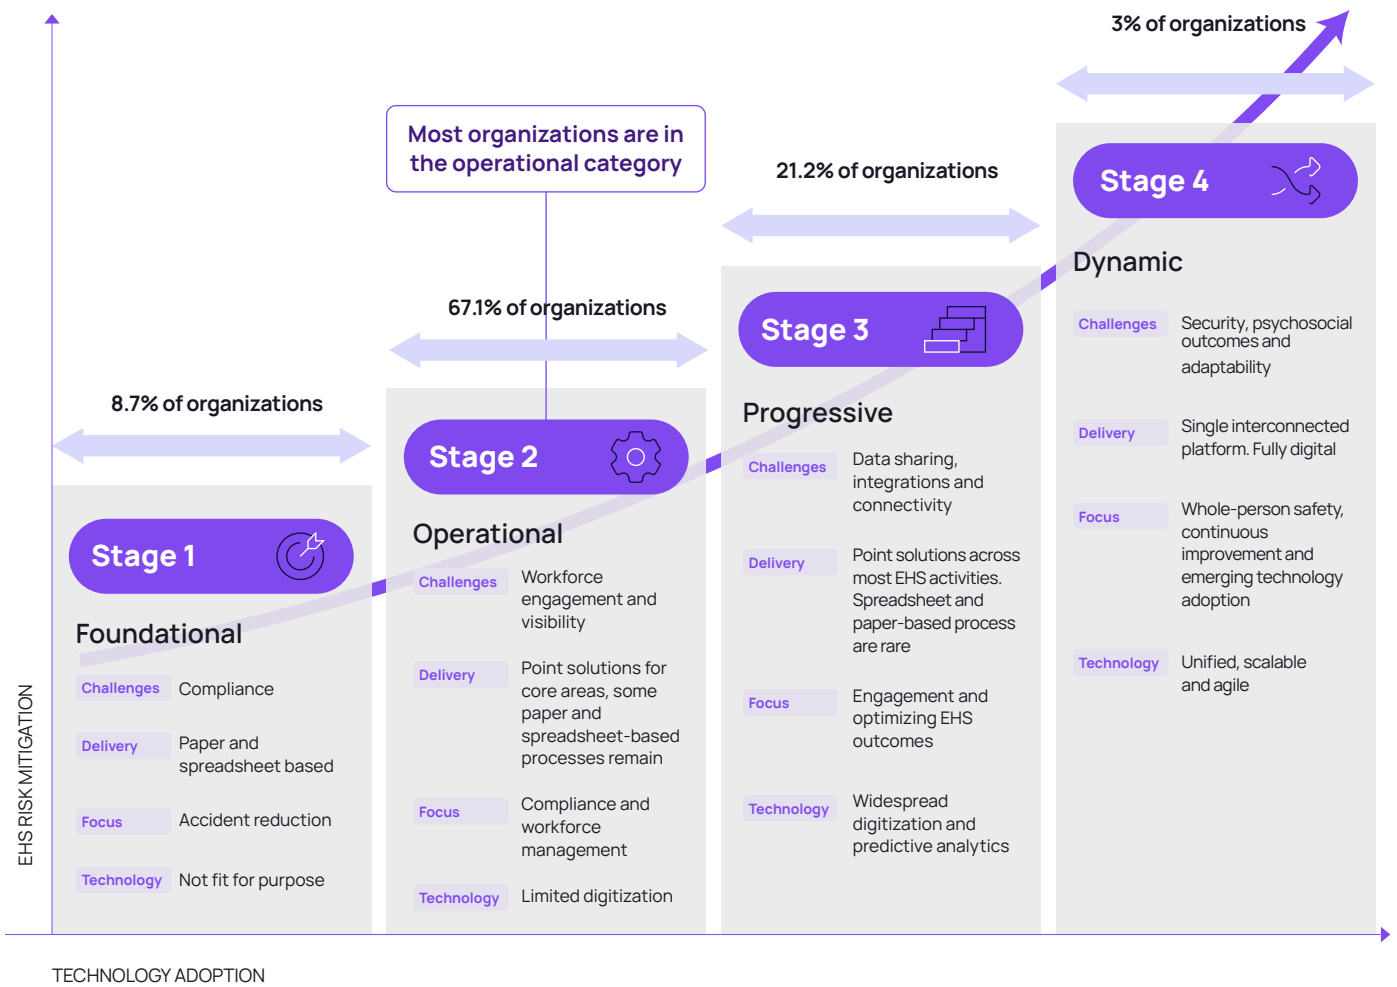 3% of organizations
Most organizations are in
the operational category
21.2% of organizations
67.1% of organizations
8.7% of organizations
EHS RISK MITIGATION
Stage 1
Foundational
Challenges Compliance
Delivery Paper and
spreadsheet based
Focus Accident reduction
Technology Not fit for purpose
Stage 2
Operational
Challenges Workforce
engagement and
visibility
Delivery Point solutions for
core areas, some
paper and
spreadsheet-based
processes remain
Focus Compliance and
workforce
management
Technology Limited digitization
Stage 3
Progressive
Challenges Data sharing,
integrations and
connectivity
Delivery Point solutions across
most EHS activities.
Spreadsheet and
paper-based process
are rare
Focus Engagement and
optimizing EHS
outcomes
Technology Widespread
digitization and
predictive analytics
Stage 4
Dynamic
Challenges Security, psychosocial
outcomes and
adaptability
Delivery Single interconnected
platform. Fully digital
Focus Whole-person safety,
continuous
improvement and
emerging technology
adoption
Technology Unified, scalable
and agile
TECHNOLOGY ADOPTION